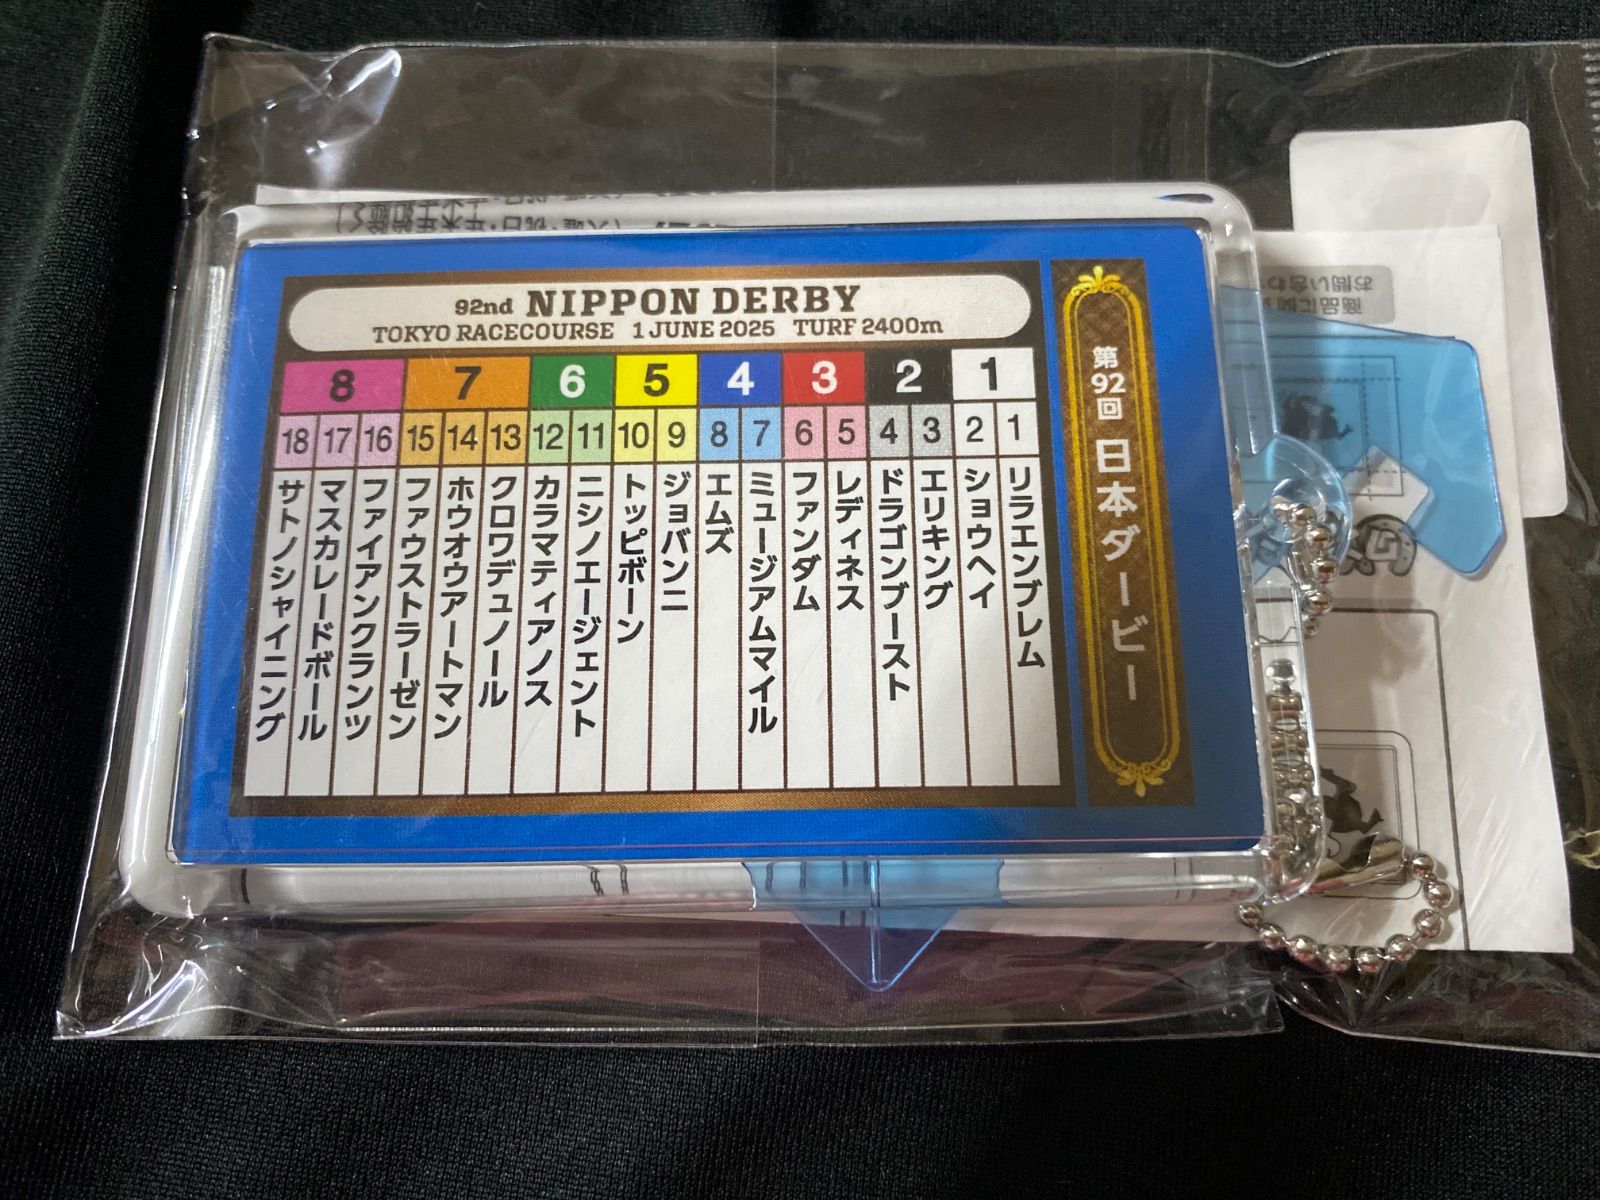 92nd NIPPON DERBY
TOKYO RACECOURSE 1 JUNE 2025 TURF 2400m
8 7 6 5 4 3 2 1
18 17 16 15 14 13 12 11 10 9 8 7 6 5 4 3 2 1
リラエンブレム
ショウヘイ
エリキング
ドラゴンブースト
レディネス
ファンダム
ミュージアムマイル
エムズ
ジョバンニ
トッピボーン
ニシノエージェント
カラマティアノス
クロワデュノール
ホウオウアートマン
ファウストラーゼン
ファイアンクランツ
マスカレードボール
サトノシャイニング
第92回 日本ダービー